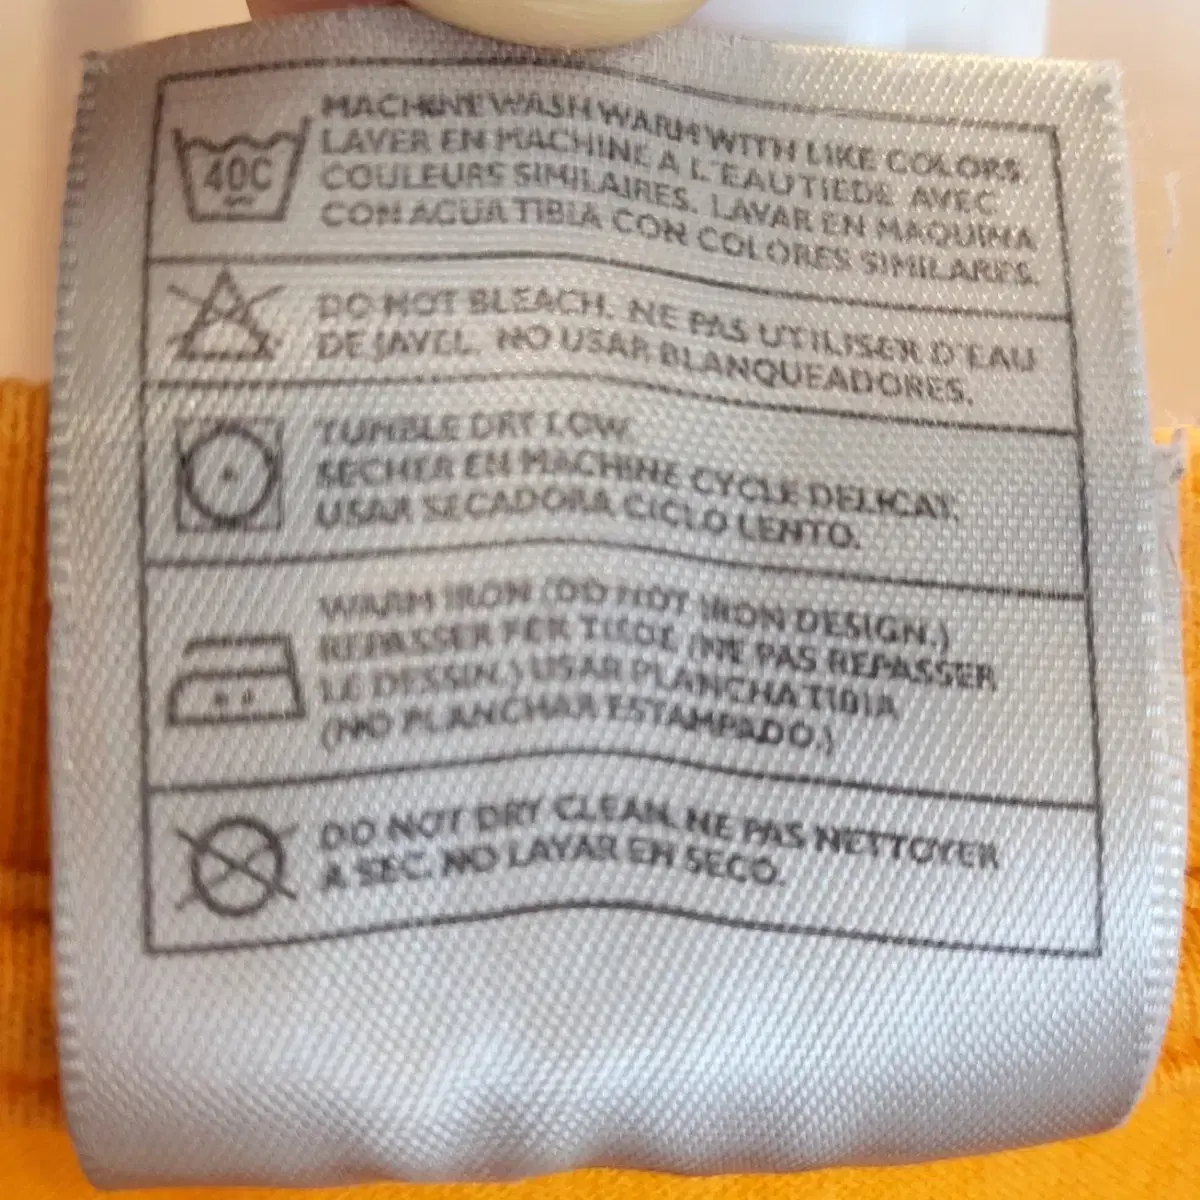 40C
MACHINE WASH WARM WITH LIKE COLORS.
LAVER EN MACHINE A L'EAU TIEDE AVEC
COULEURS SIMILAIRES. LAVAR EN MAQUINA
CON AGUA TIBIA CON COLORES SIMILARES.
DO NOT BLEACH. NE PAS UTILISER D'EAU
DE JAVEL. NO USAR BLANQUEADORES.
TUMBLE DRY LOW.
SECHER EN MACHINE CYCLE DELICAT.
USAR SECADORA CICLO LENTO.
WARM IRON (DO NOT IRON DESIGN.)
REPASSER FER TIEDE (NE PAS REPASSER
LE DESSIN.) USAR PLANCHA TIBIA
(NO PLANCHAR ESTAMPADO.)
DO NOT DRY CLEAN. NE PAS NETTOYER
A SEC. NO LAVAR EN SECO.